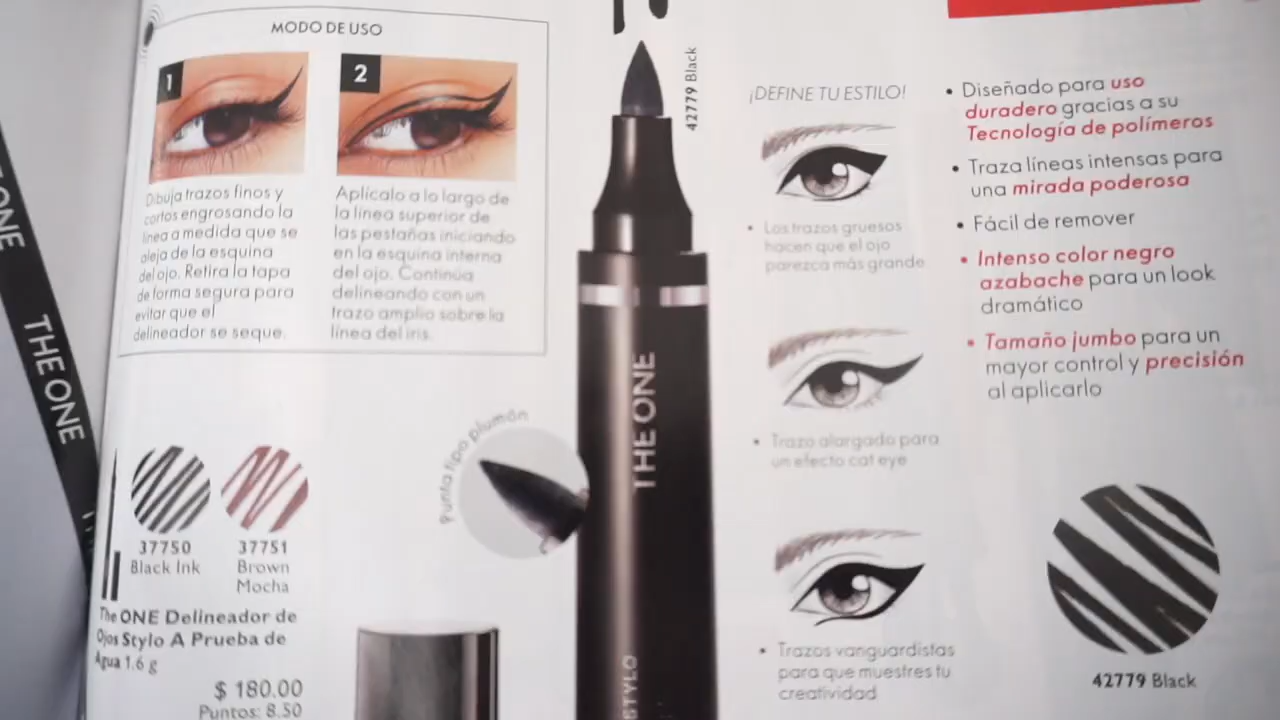 MODO DE USO
1
2
Dibuja trazos finos y
cortos engrosando la
línea a medida que se
aleja de la esquina
del ojo. Retira la tapa
de forma segura para
evitar que el
delineador se seque.
Aplícalo a lo largo de
la línea superior de
las pestañas iniciando
en la esquina interna
del ojo. Continúa
delineando con un
trazo amplio sobre la
línea del iris.
THE ONE
37750
Black Ink
37751
Brown
Mocha
The ONE Delineador de
Ojos Stylo A Prueba de
Agua 1.6 g
$ 180.00
Puntos: 8.50
Punta tipo plumón
42779 Black
THE ONE
STYLO
¡DEFINE TU ESTILO!
• Los trazos gruesos
hacen que el ojo
parezca más grande
• Trazo alargado para
un efecto cat eye
• Trazos vanguardistas
para que muestres tu
creatividad
• Diseñado para uso
duradero gracias a su
Tecnología de polímeros
• Traza líneas intensas para
una mirada poderosa
• Fácil de remover
• Intenso color negro
azabache para un look
dramático
• Tamaño jumbo para un
mayor control y precisión
al aplicarlo
42779 Black